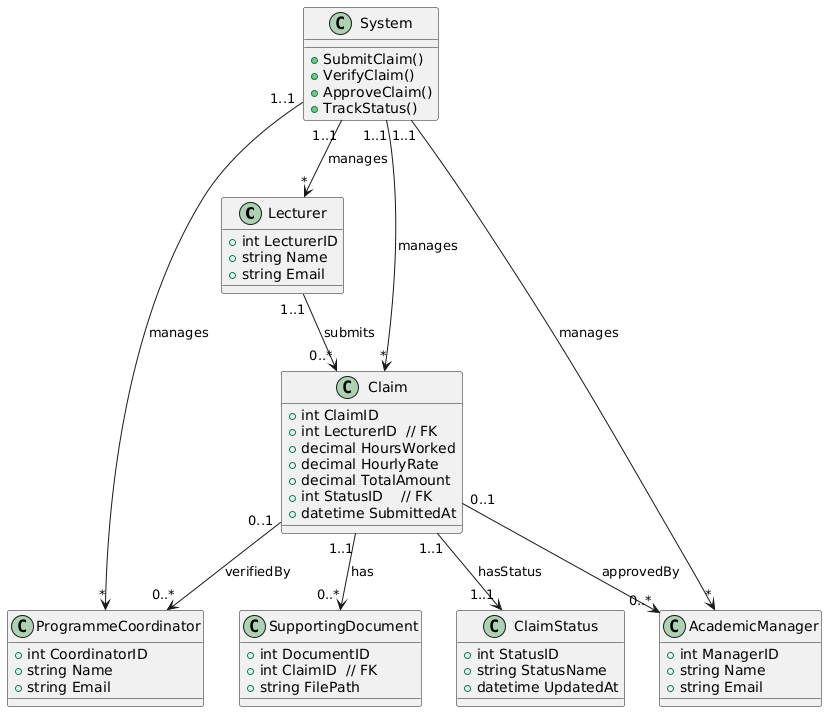 C System
SubmitClaim()
VerifyClaim()
ApproveClaim()
TrackStatus()
1..1
1..1 1..1 1..1
manages
*
C Lecturer
int LecturerID
string Name
string Email
manages
1..1
submits
manages
manages
0..*
*
C Claim
int ClaimID
int LecturerID // FK
decimal HoursWorked
decimal HourlyRate
decimal TotalAmount
int StatusID // FK
datetime SubmittedAt
0..1
0..1
1..1
1..1
verifiedBy
has
hasStatus
approvedBy
*
0..*
0..*
1..1
0..*
*
C ProgrammeCoordinator
int CoordinatorID
string Name
string Email
C SupportingDocument
int DocumentID
int ClaimID // FK
string FilePath
C ClaimStatus
int StatusID
string StatusName
datetime UpdatedAt
C AcademicManager
int ManagerID
string Name
string Email